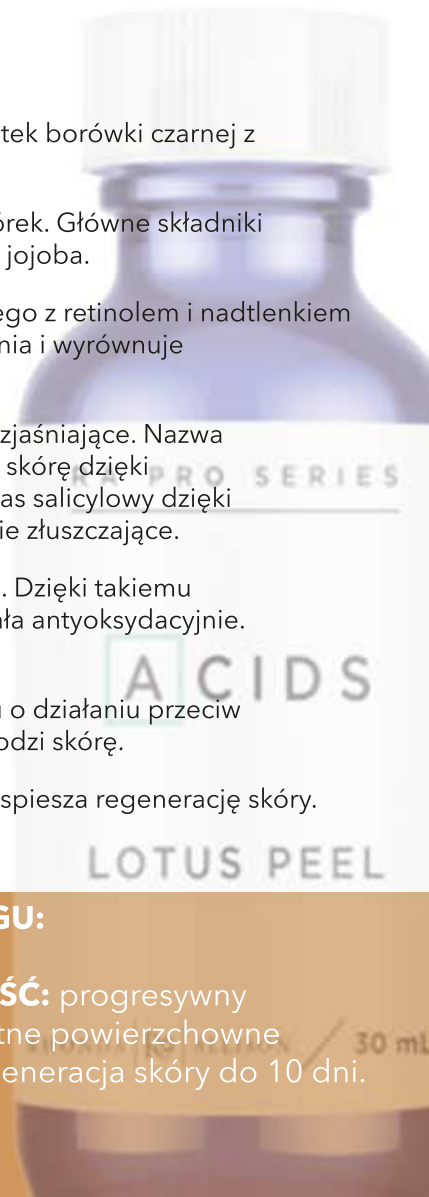 tek borówki czarnej z
órek. Główne składniki
jojoba.
ego z retinolem i nadtlenkiem
nia i wyrównuje
zjaśniające. Nazwa
skórę dzięki
PRO SERIES
as salicylowy dzięki
ie złuszczające.
. Dzięki takiemu
ła antyoksydacyjnie.
ACIDS
o działaniu przeciw
odzi skórę.
spiesza regenerację skóry.
LOTUS PEEL
GU:
ŚĆ: progresywny
tne powierzchowne
30 mL
eneracja skóry do 10 dni.